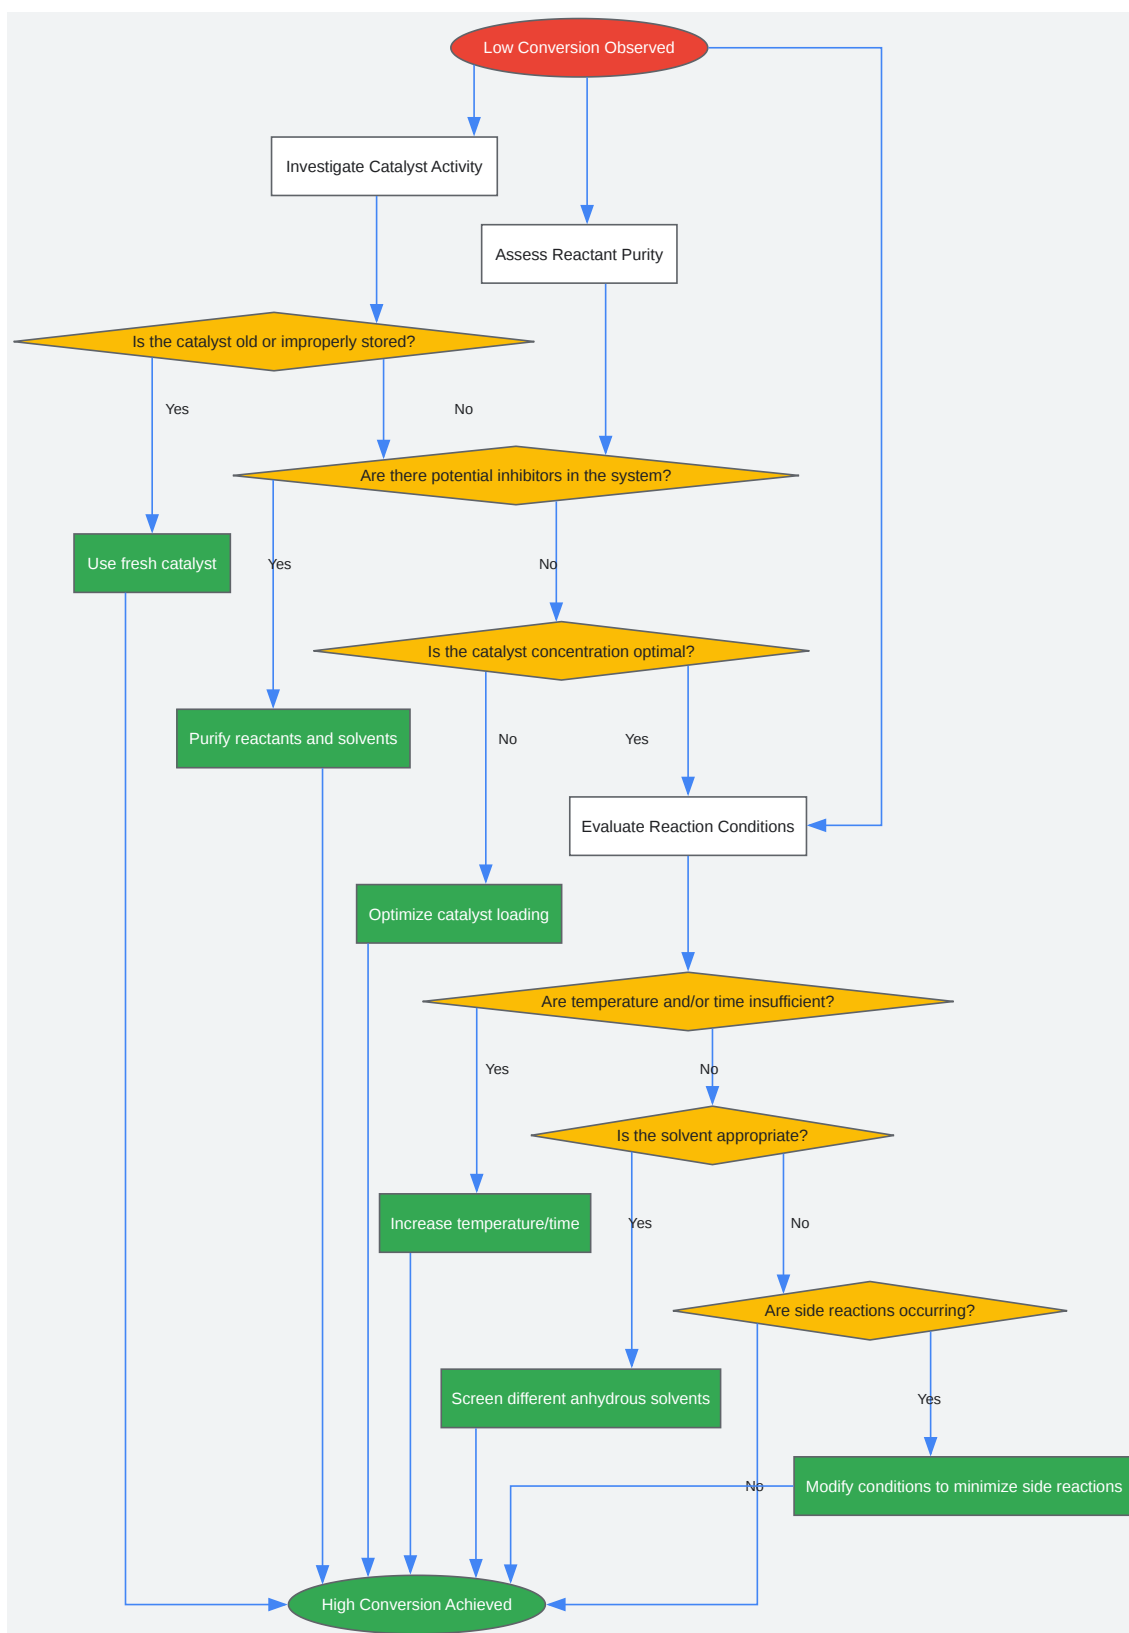 Low Conversion Observed
Investigate Catalyst Activity
Assess Reactant Purity
Is the catalyst old or improperly stored?
Yes
No
Are there potential inhibitors in the system?
Use fresh catalyst
Yes
No
Is the catalyst concentration optimal?
Purify reactants and solvents
No
Yes
Evaluate Reaction Conditions
Optimize catalyst loading
Are temperature and/or time insufficient?
Yes
No
Is the solvent appropriate?
Increase temperature/time
Yes
No
Are side reactions occurring?
Screen different anhydrous solvents
Yes
No
Modify conditions to minimize side reactions
High Conversion Achieved